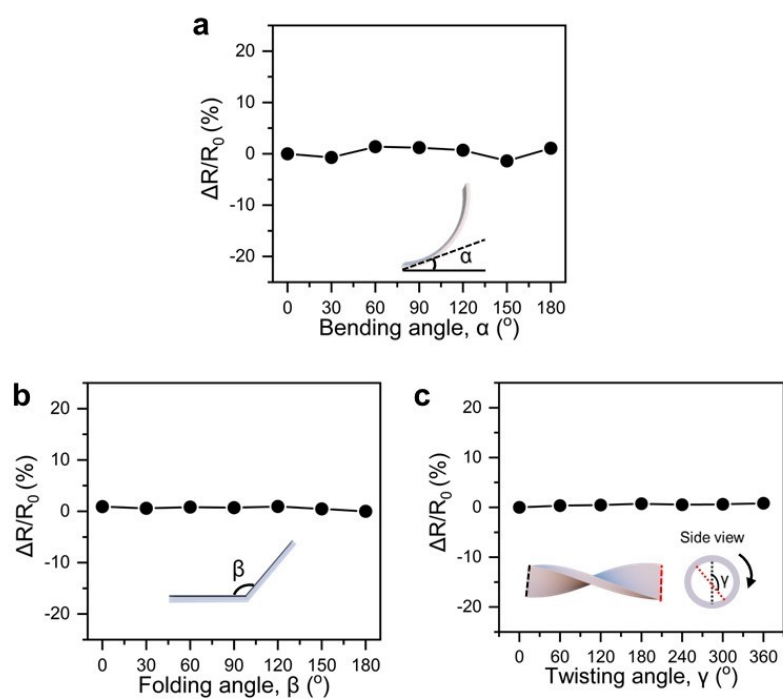 a
20
10
0
-10
-20
ΔR/R₀ (%)
α
0 30 60 90 120 150 180
Bending angle, α (°)
b
20
10
0
-10
-20
ΔR/R₀ (%)
β
0 30 60 90 120 150 180
Folding angle, β (°)
c
20
10
0
-10
-20
ΔR/R₀ (%)
Side view
γ
0 60 120 180 240 300 360
Twisting angle, γ (°)